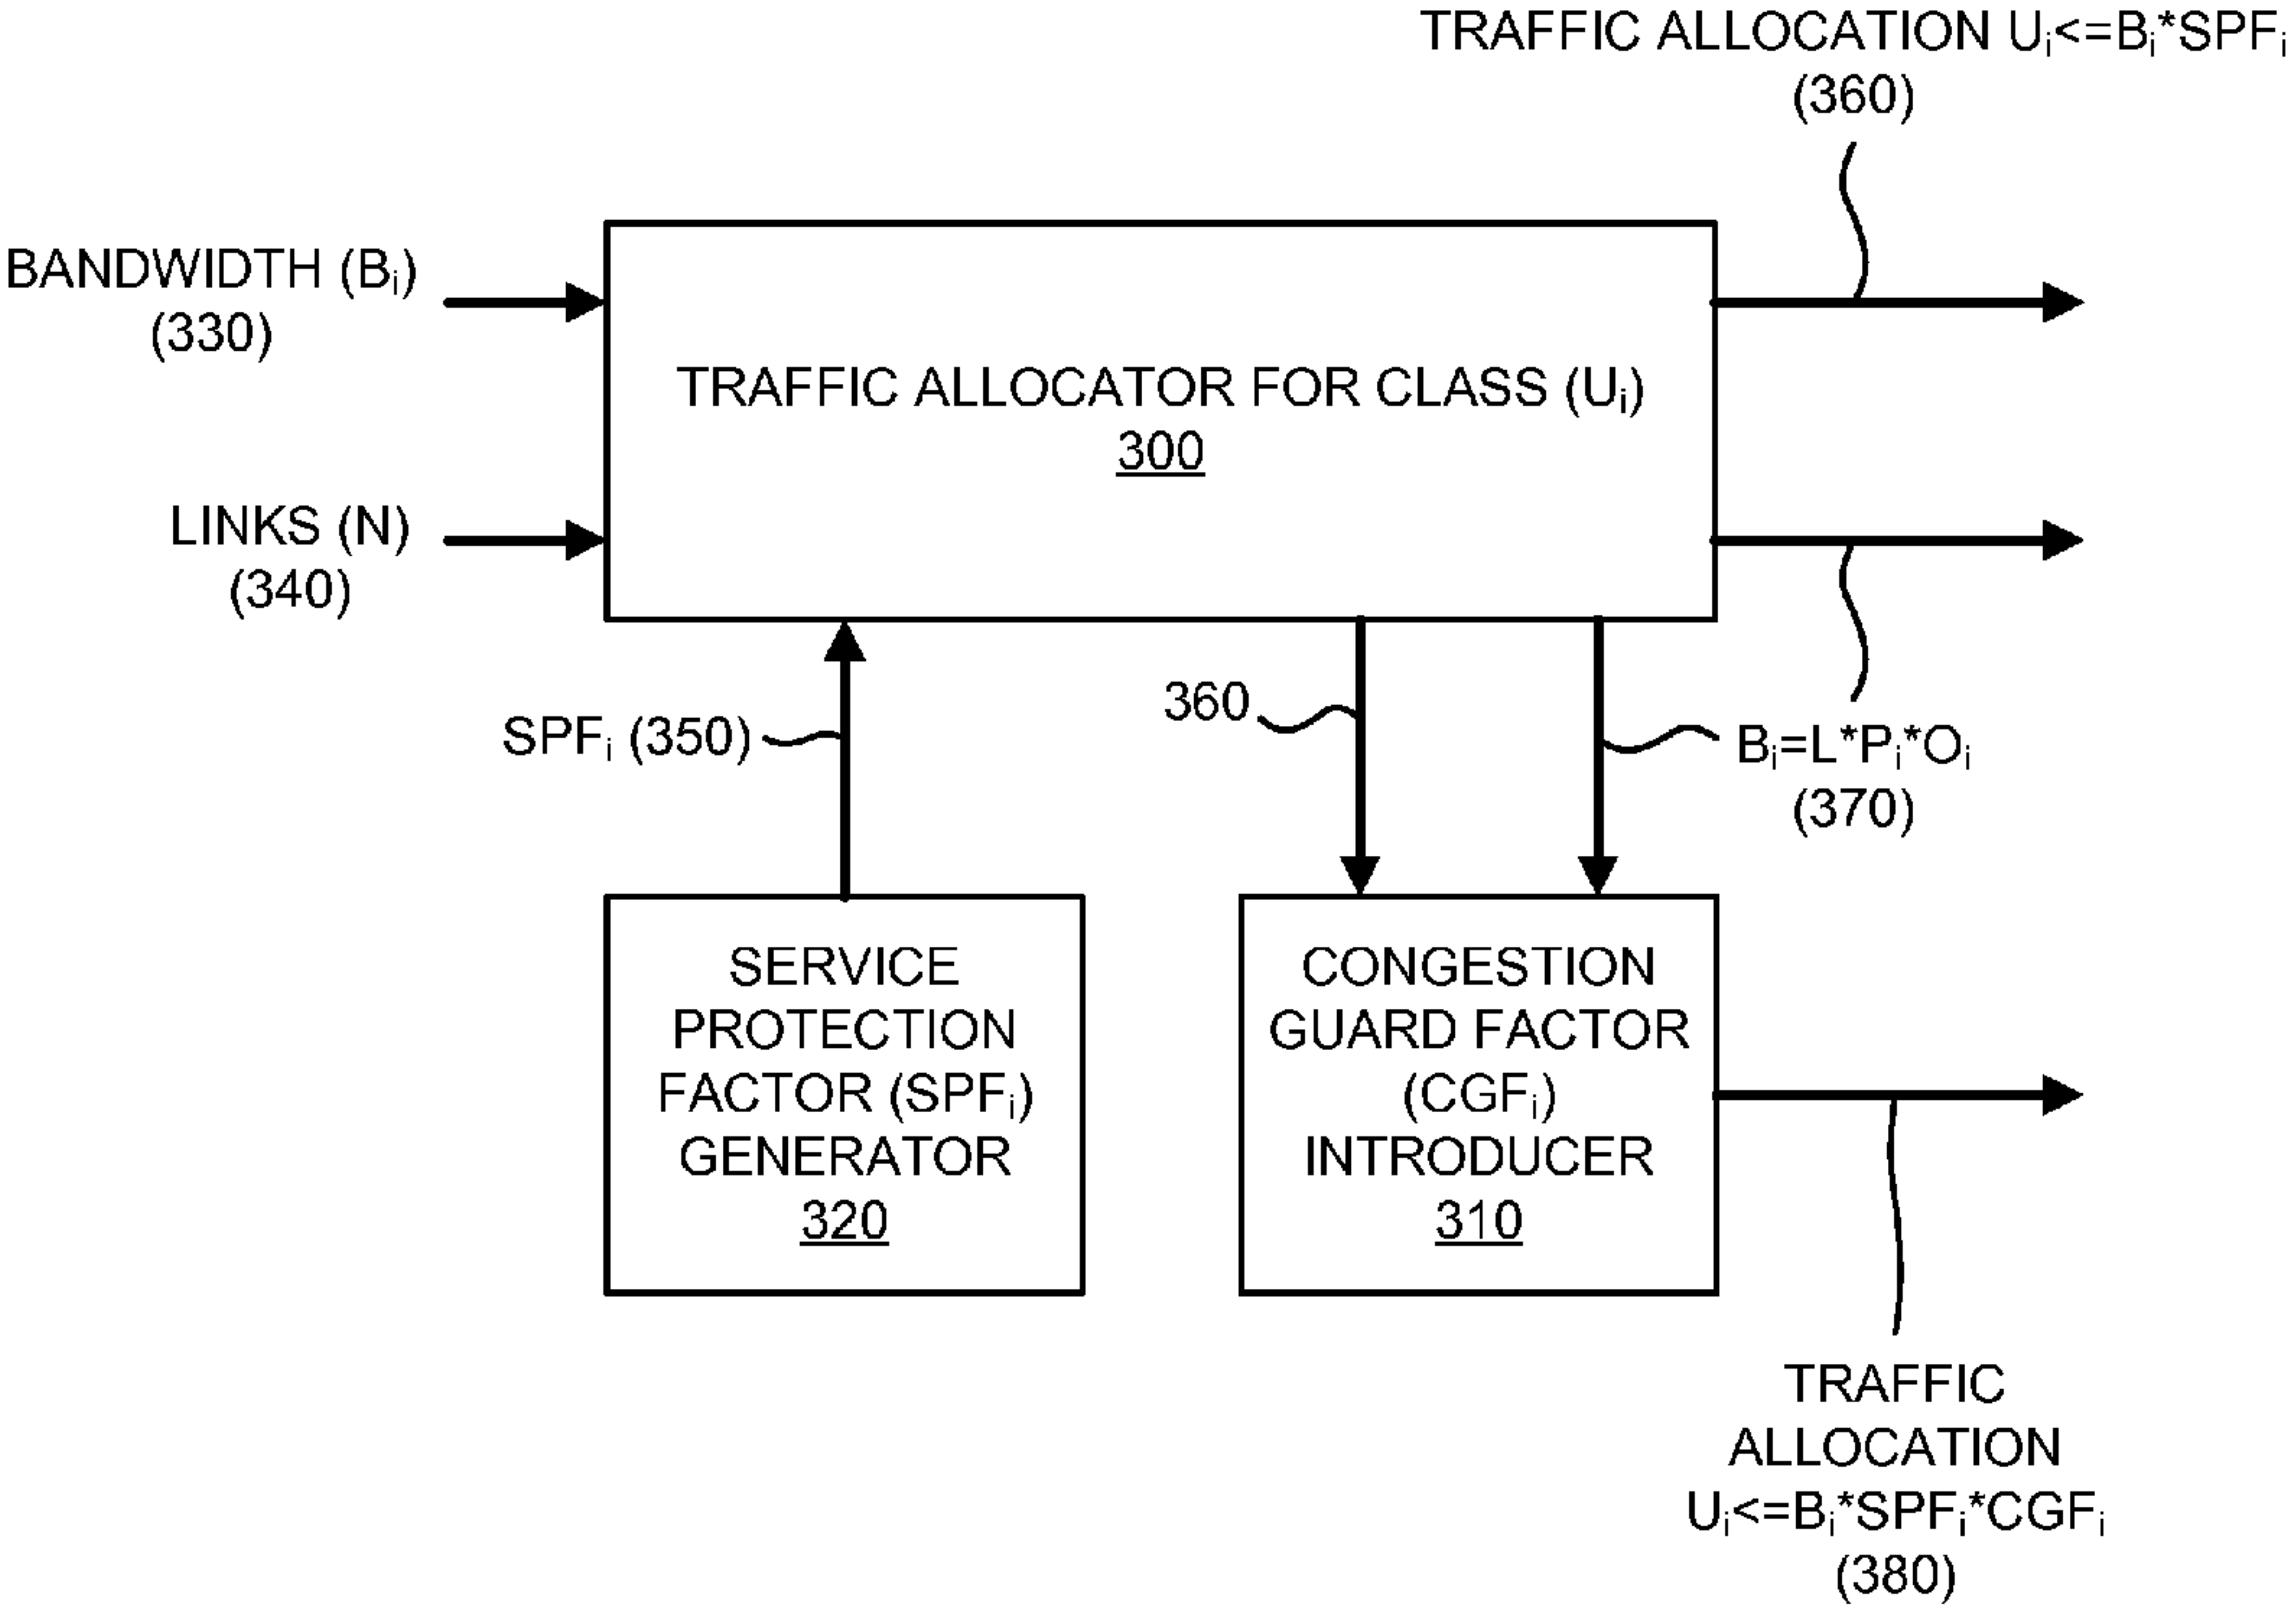 TRAFFIC ALLOCATION Uᵢ<=Bᵢ*SPFᵢ
(360)
BANDWIDTH (Bᵢ)
(330)
TRAFFIC ALLOCATOR FOR CLASS (Uᵢ)
300
LINKS (N)
(340)
SPFᵢ (350)
360
Bᵢ=L*Pᵢ*Oᵢ
(370)
SERVICE
PROTECTION
FACTOR (SPFᵢ)
GENERATOR
320
CONGESTION
GUARD FACTOR
(CGFᵢ)
INTRODUCER
310
TRAFFIC
ALLOCATION
Uᵢ<=Bᵢ*SPFᵢ*CGFᵢ
(380)